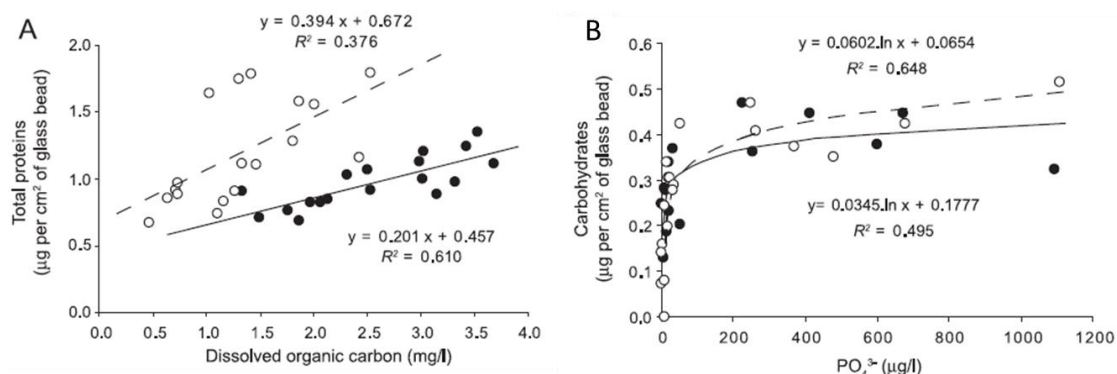 A
y = 0.394 x + 0.672
R² = 0.376
Total proteins
(µg per cm² of glass bead)
2.0
1.5
1.0
0.5
0.0
y = 0.201 x + 0.457
R² = 0.610
0.0 0.5 1.0 1.5 2.0 2.5 3.0 3.5 4.0
Dissolved organic carbon (mg/l)
B
y = 0.0602.ln x + 0.0654
R² = 0.648
Carbohydrates
(µg per cm² of glass bead)
0.6
0.5
0.4
0.3
0.2
0.1
0.0
y= 0.0345.ln x + 0.1777
R² = 0.495
0 200 400 600 800 1000 1200
PO₄³⁻ (µg/l)